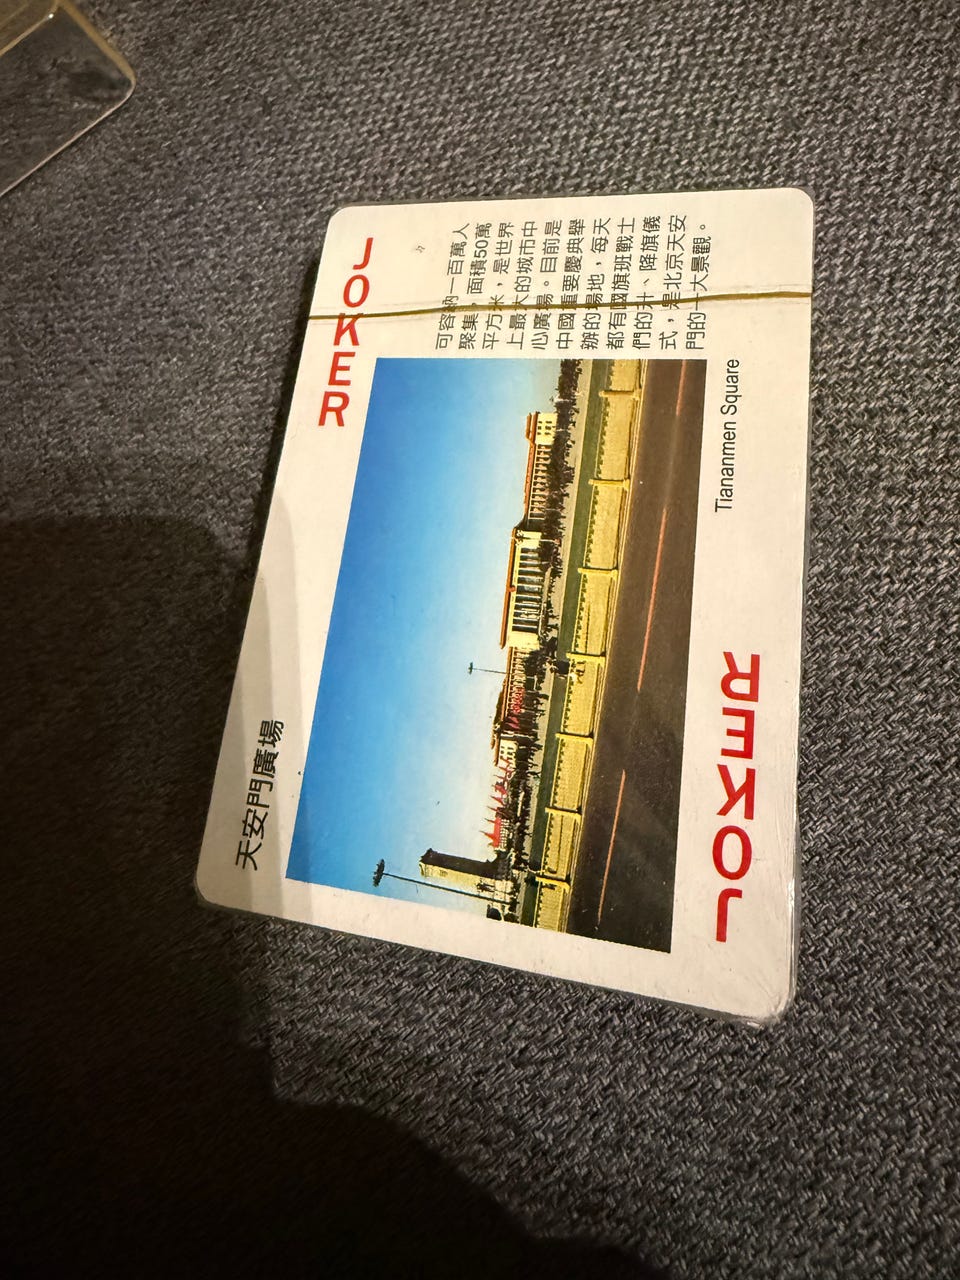 JOKER
天安門廣場
可容納一百萬人
聚集，面積50萬
平方米，是世界
上最大的城市中
心廣場。目前是
中國重要慶典舉
辦的場地，每天
都有國旗班戰士
們的升、降旗儀
式，是北京天安
門的一大景觀。
Tiananmen Square
JOKER